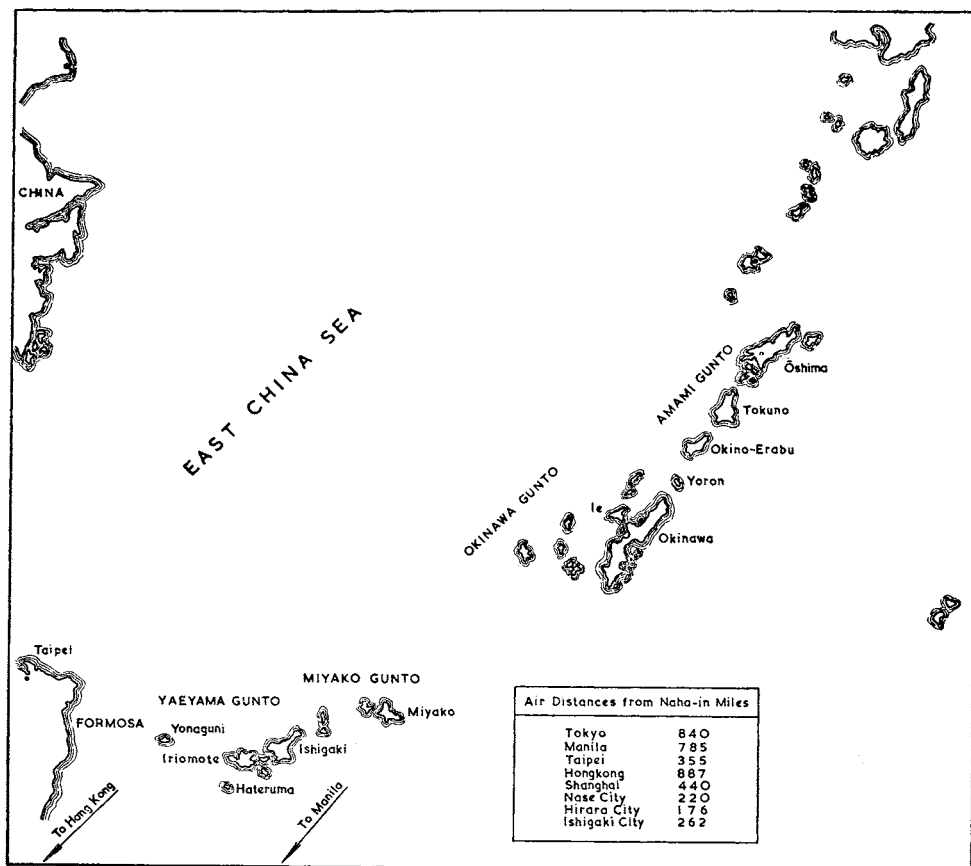 CHINA
EAST CHINA SEA
AMAMI GUNTO
Ōshima
Tokuno
Okino-Erabu
Yoron
OKINAWA GUNTO
Ie
Okinawa
Taipei
FORMOSA
YAEYAMA GUNTO
MIYAKO GUNTO
Yonaguni
Miyako
Iriomote
Ishigaki
Hateruma
To Hang Kong
To Manila
Air Distances from Naha-in Miles
Tokyo 840
Manila 785
Taipei 355
Hongkong 887
Shanghai 440
Nase City 220
Hirara City 176
Ishigaki City 262